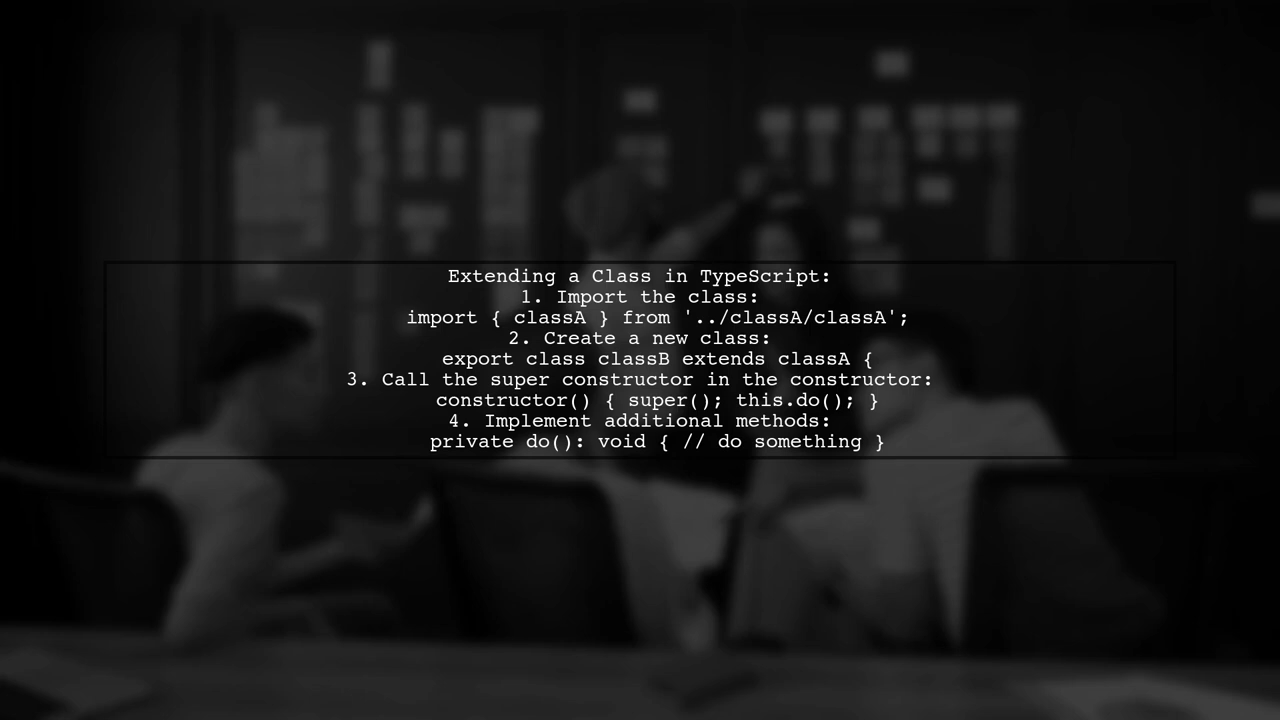 Extending a Class in TypeScript:
1. Import the class:
import { classA } from '../classA/classA';
2. Create a new class:
export class classB extends classA {
3. Call the super constructor in the constructor:
constructor() { super(); this.do(); }
4. Implement additional methods:
private do(): void { // do something }